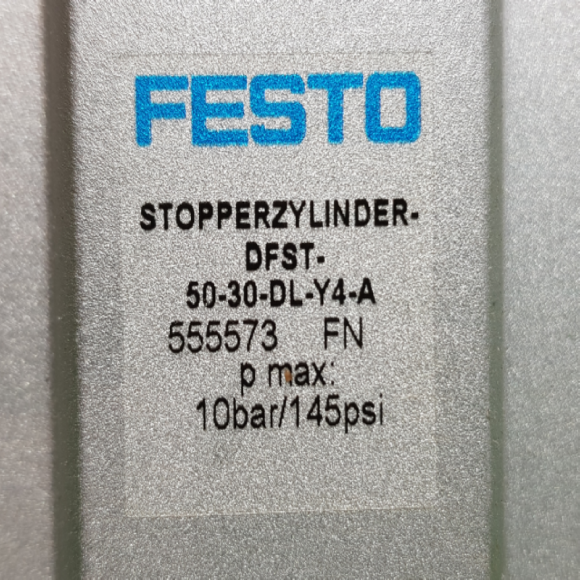 FESTO
STOPPERZYLINDER-
DFST-
50-30-DL-Y4-A
555573 FN
p max:
10bar/145psi